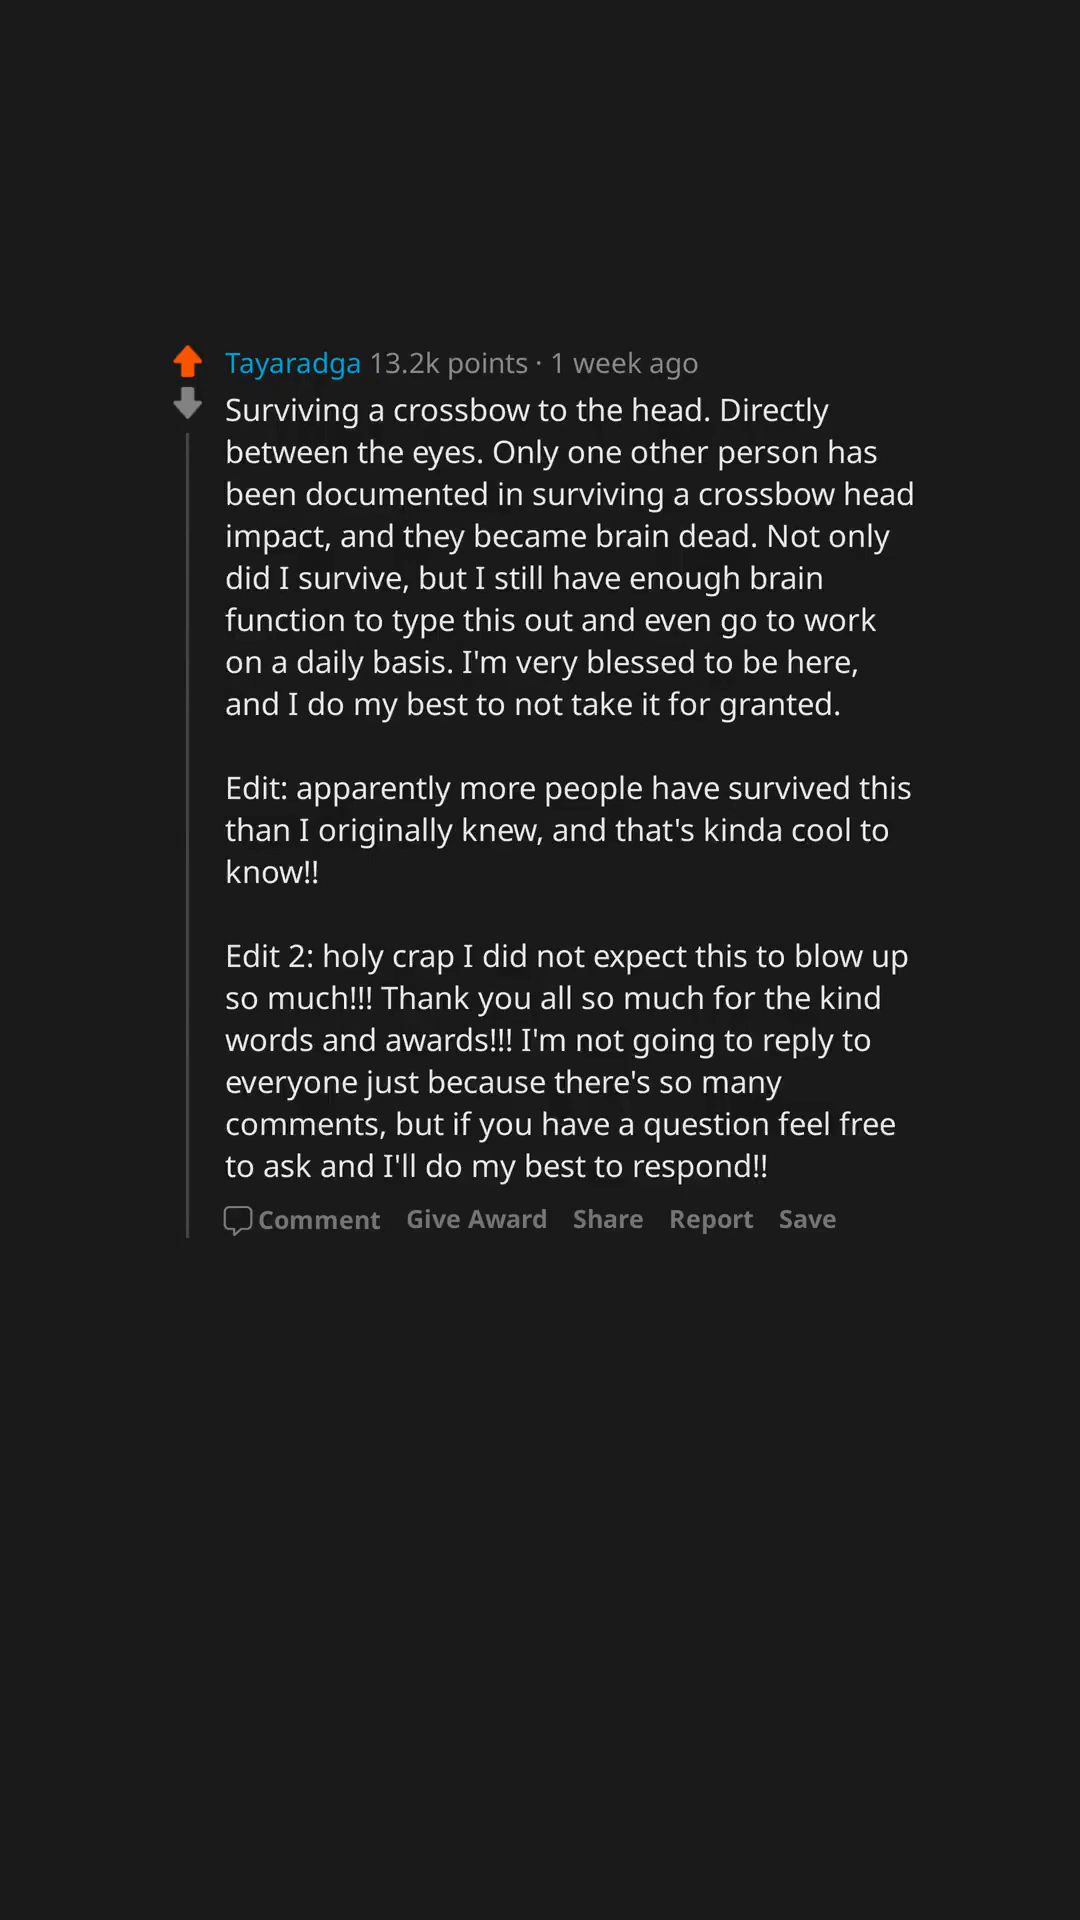 Tayaradga 13.2k points · 1 week ago
Surviving a crossbow to the head. Directly
between the eyes. Only one other person has
been documented in surviving a crossbow head
impact, and they became brain dead. Not only
did I survive, but I still have enough brain
function to type this out and even go to work
on a daily basis. I'm very blessed to be here,
and I do my best to not take it for granted.
Edit: apparently more people have survived this
than I originally knew, and that's kinda cool to
know!!
Edit 2: holy crap I did not expect this to blow up
so much!!! Thank you all so much for the kind
words and awards!!! I'm not going to reply to
everyone just because there's so many
comments, but if you have a question feel free
to ask and I'll do my best to respond!!
Comment Give Award Share Report Save